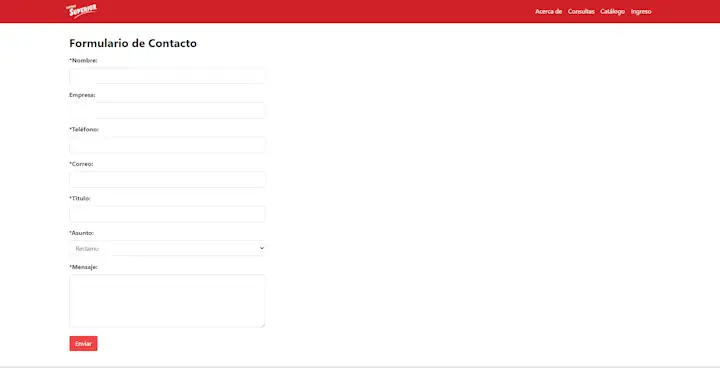 SUPERIOR
Acerca de Consultas Catálogo Ingreso
Formulario de Contacto
*Nombre:
Empresa:
*Teléfono:
*Correo:
*Título:
*Asunto:
Reclamo
*Mensaje:
Enviar